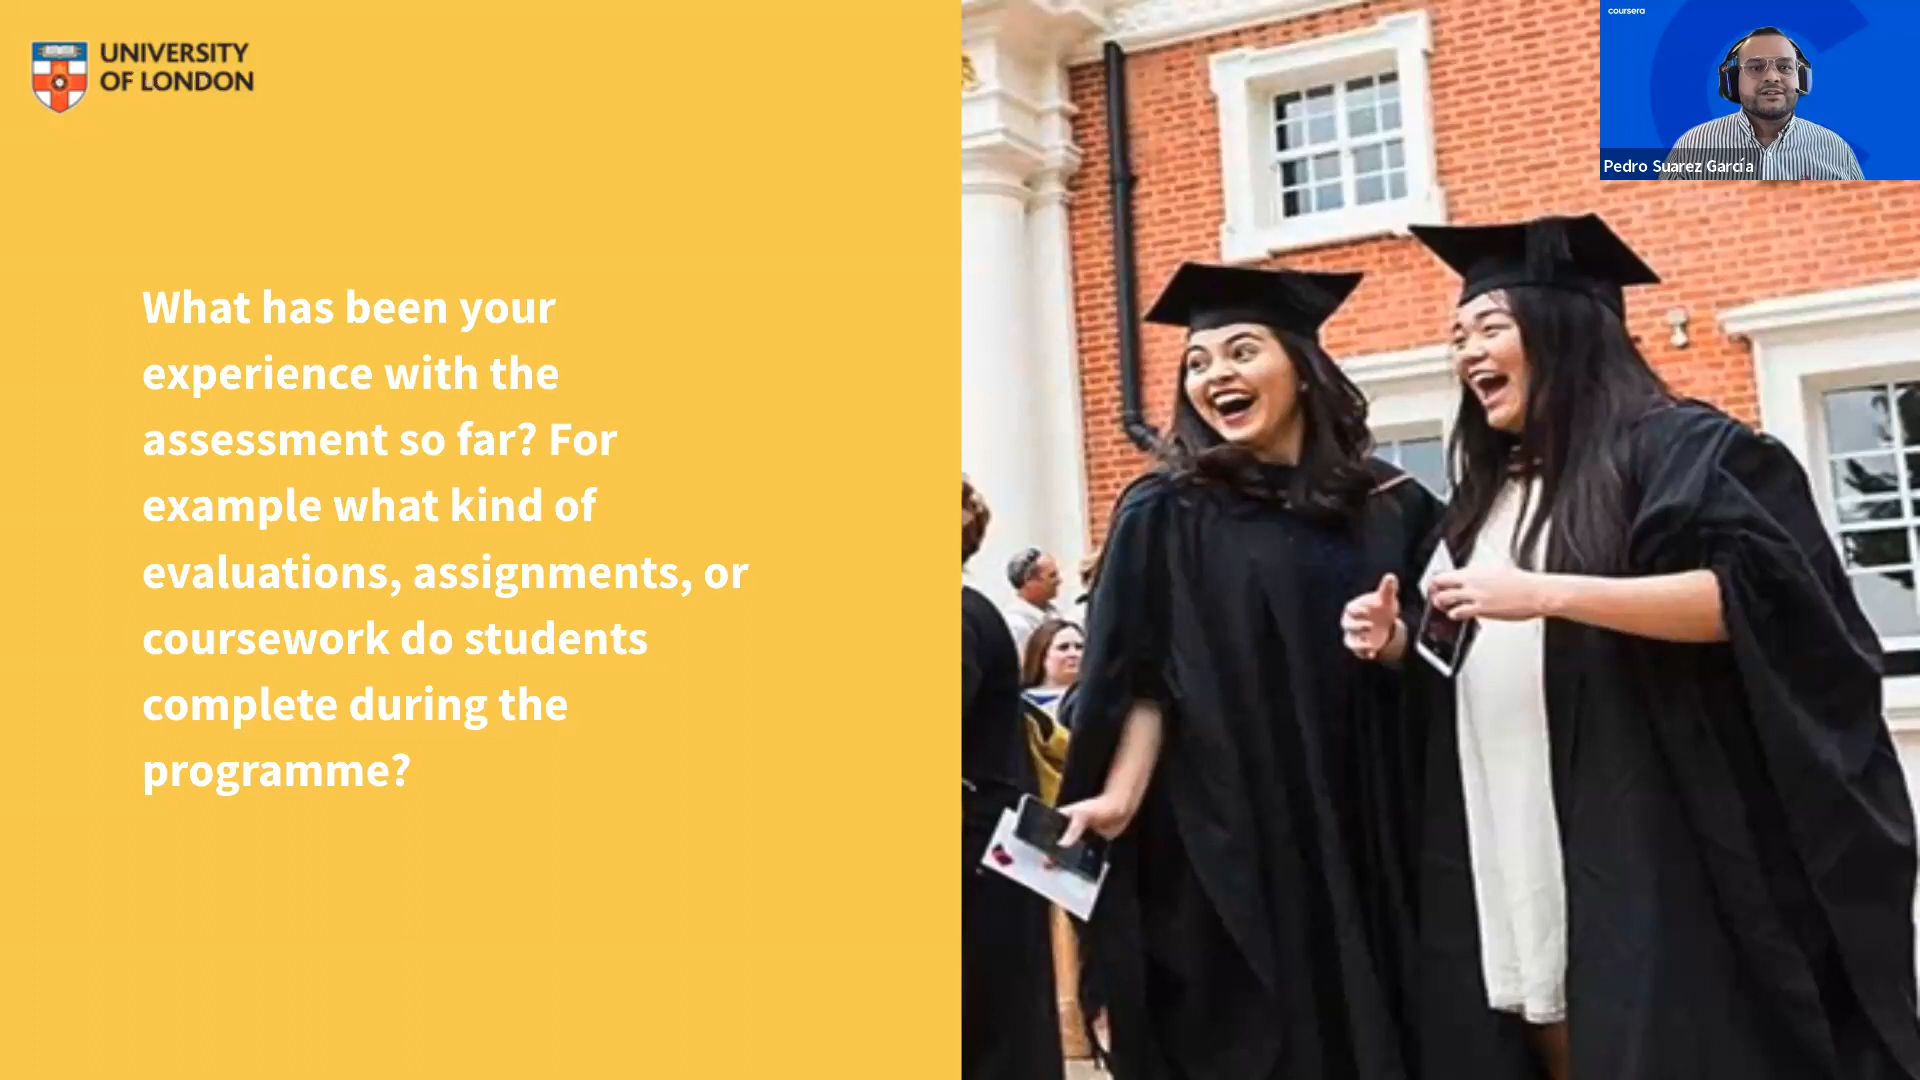 UNIVERSITY
OF LONDON
What has been your
experience with the
assessment so far? For
example what kind of
evaluations, assignments, or
coursework do students
complete during the
programme?
coursera
Pedro Suarez García